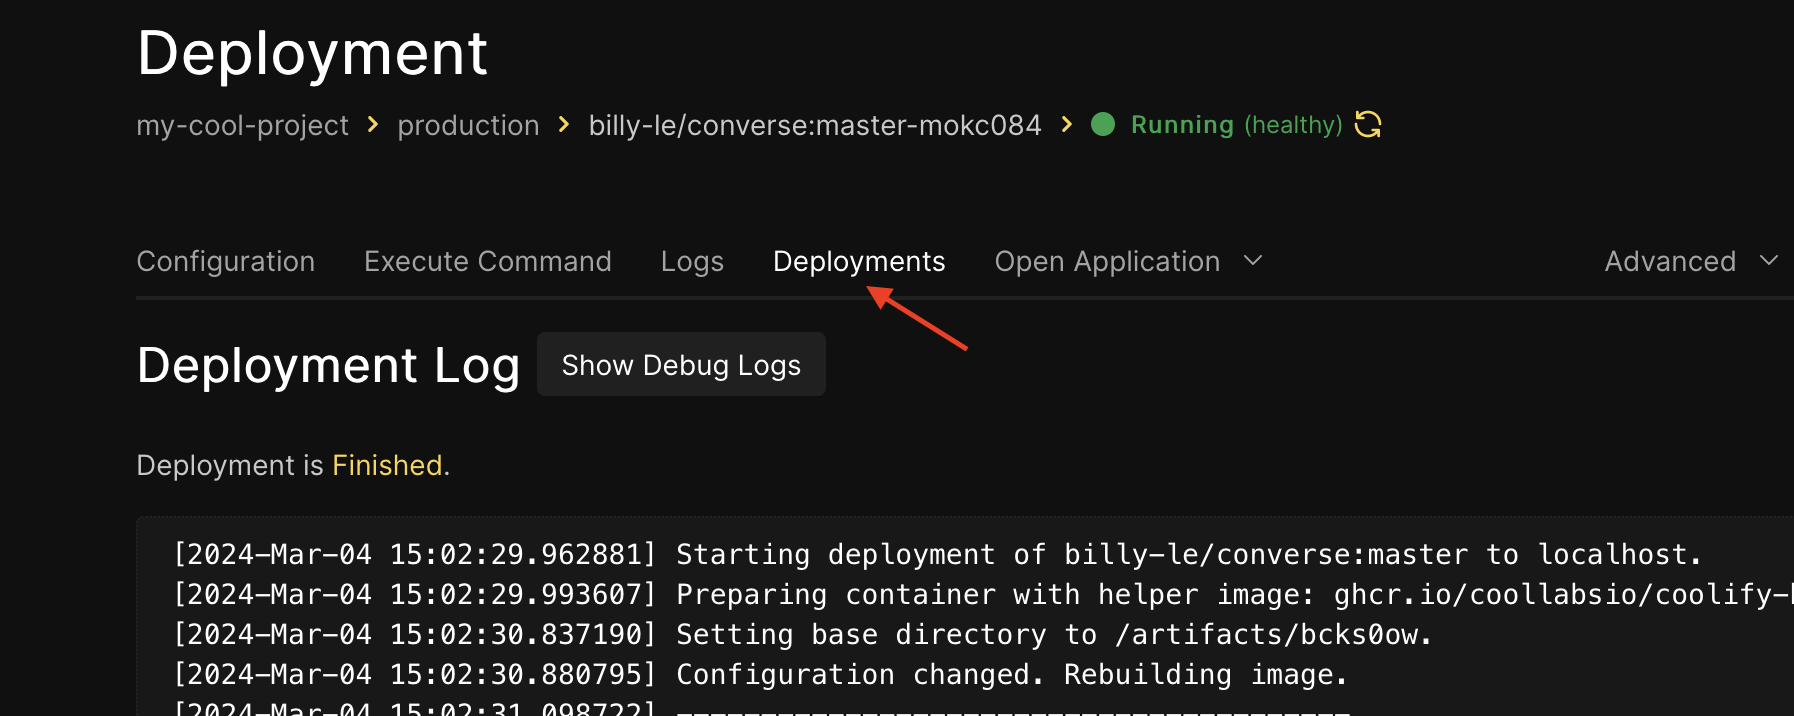 Deployment
my-cool-project > production > billy-le/converse:master-mokc084 > Running (healthy)
Configuration Execute Command Logs Deployments Open Application Advanced
Deployment Log Show Debug Logs
Deployment is Finished.
[2024-Mar-04 15:02:29.962881] Starting deployment of billy-le/converse:master to localhost.
[2024-Mar-04 15:02:29.993607] Preparing container with helper image: ghcr.io/coollabsio/coolify-
[2024-Mar-04 15:02:30.837190] Setting base directory to /artifacts/bcks0ow.
[2024-Mar-04 15:02:30.880795] Configuration changed. Rebuilding image.
[2024-Mar-04 15:02:31.098722] ----------------------------------------